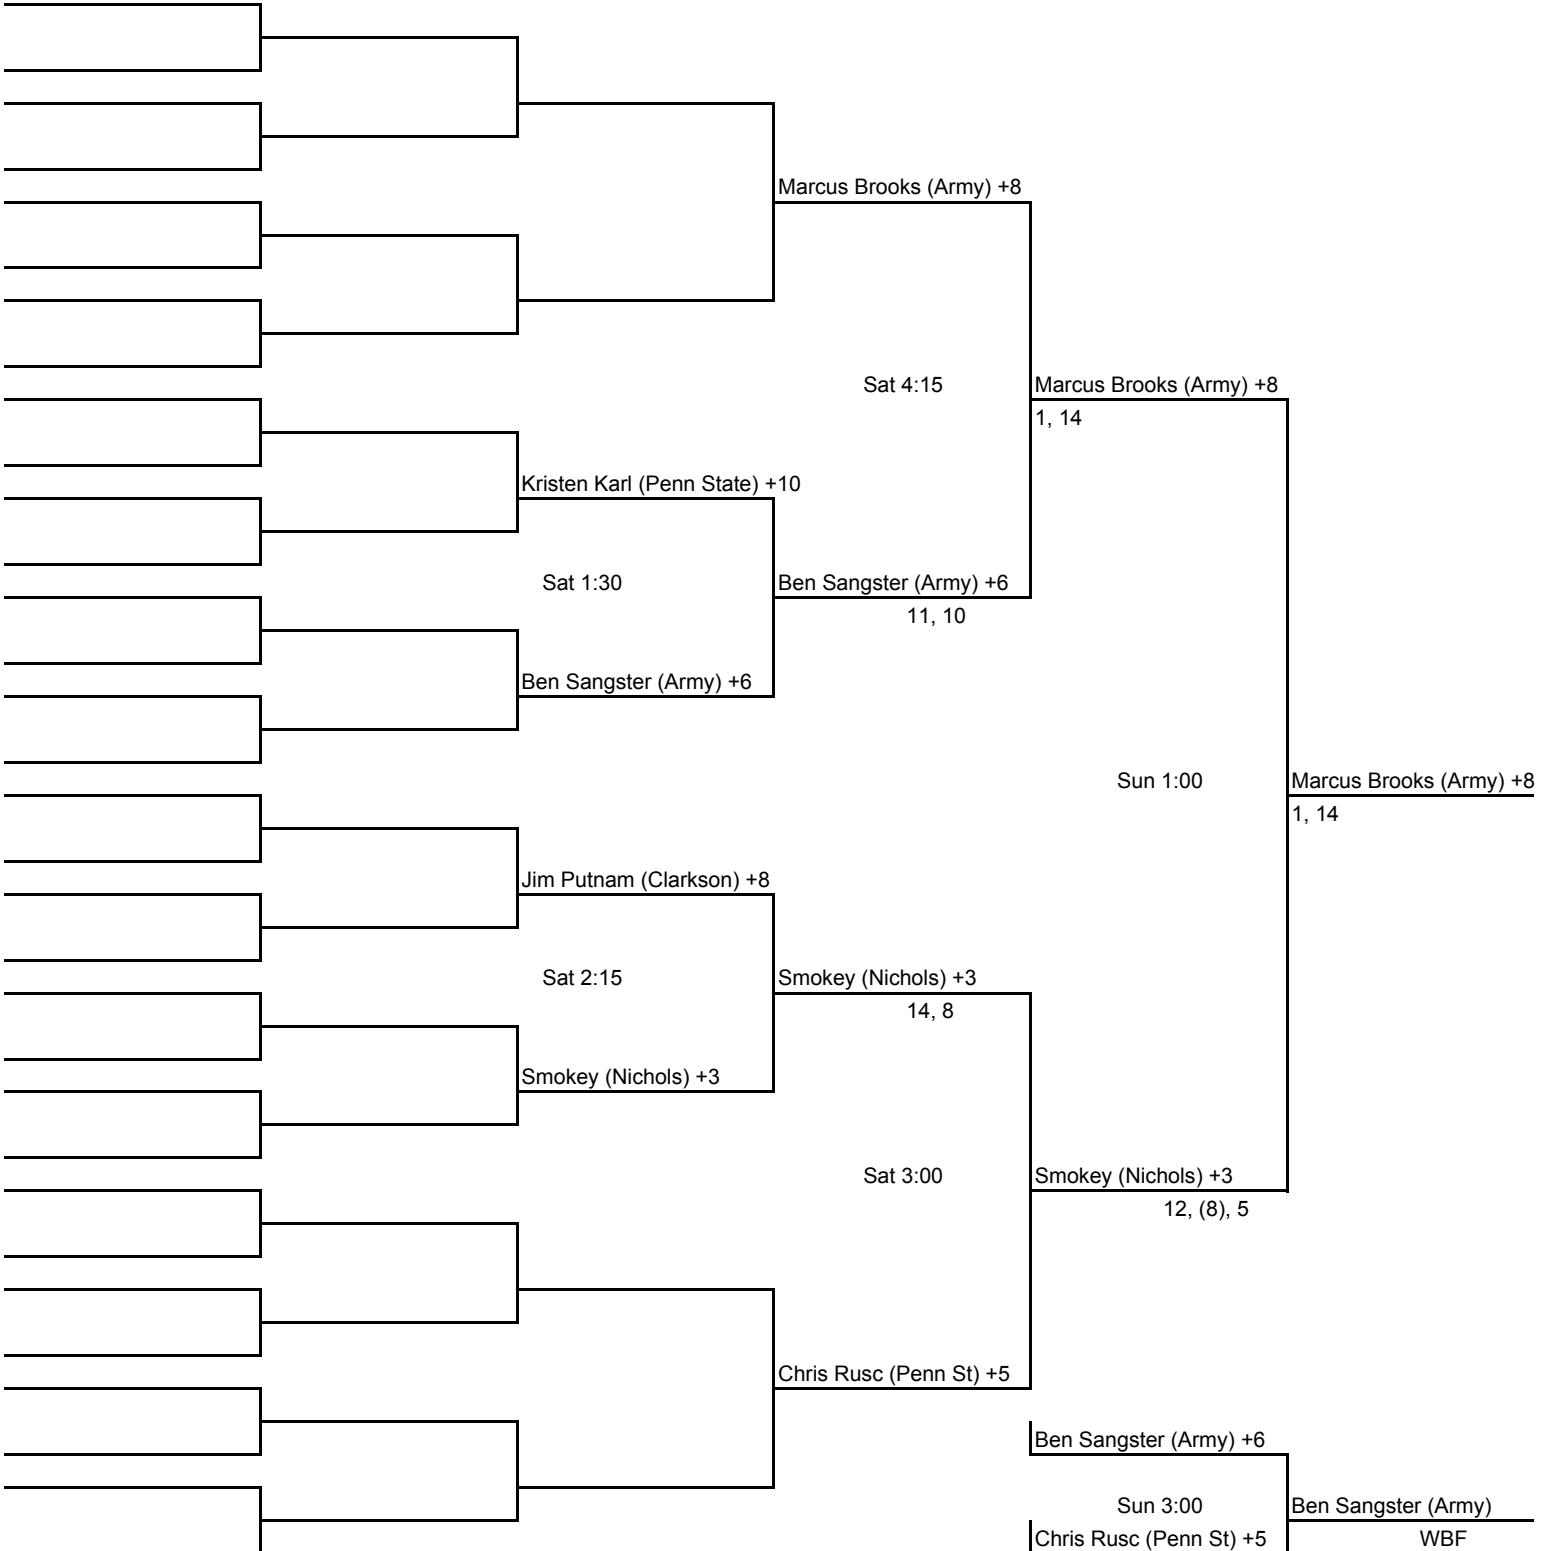 Marcus Brooks (Army) +8
Sat 4:15
Marcus Brooks (Army) +8
1, 14
Kristen Karl (Penn State) +10
Sat 1:30
Ben Sangster (Army) +6
11, 10
Ben Sangster (Army) +6
Sun 1:00
Marcus Brooks (Army) +8
1, 14
Jim Putnam (Clarkson) +8
Sat 2:15
Smokey (Nichols) +3
14, 8
Smokey (Nichols) +3
Sat 3:00
Smokey (Nichols) +3
12, (8), 5
Chris Rusc (Penn St) +5
Ben Sangster (Army) +6
Sun 3:00
Ben Sangster (Army)
Chris Rusc (Penn St) +5
WBF